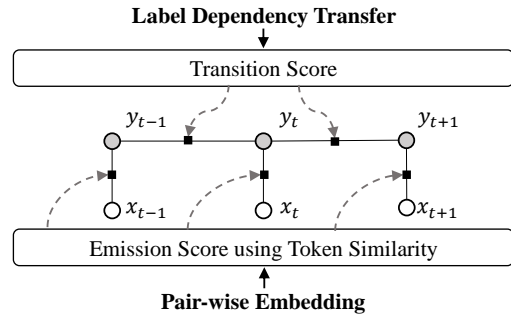 Label Dependency Transfer
Transition Score
y_{t-1} y_t y_{t+1}
x_{t-1} x_t x_{t+1}
Emission Score using Token Similarity
Pair-wise Embedding